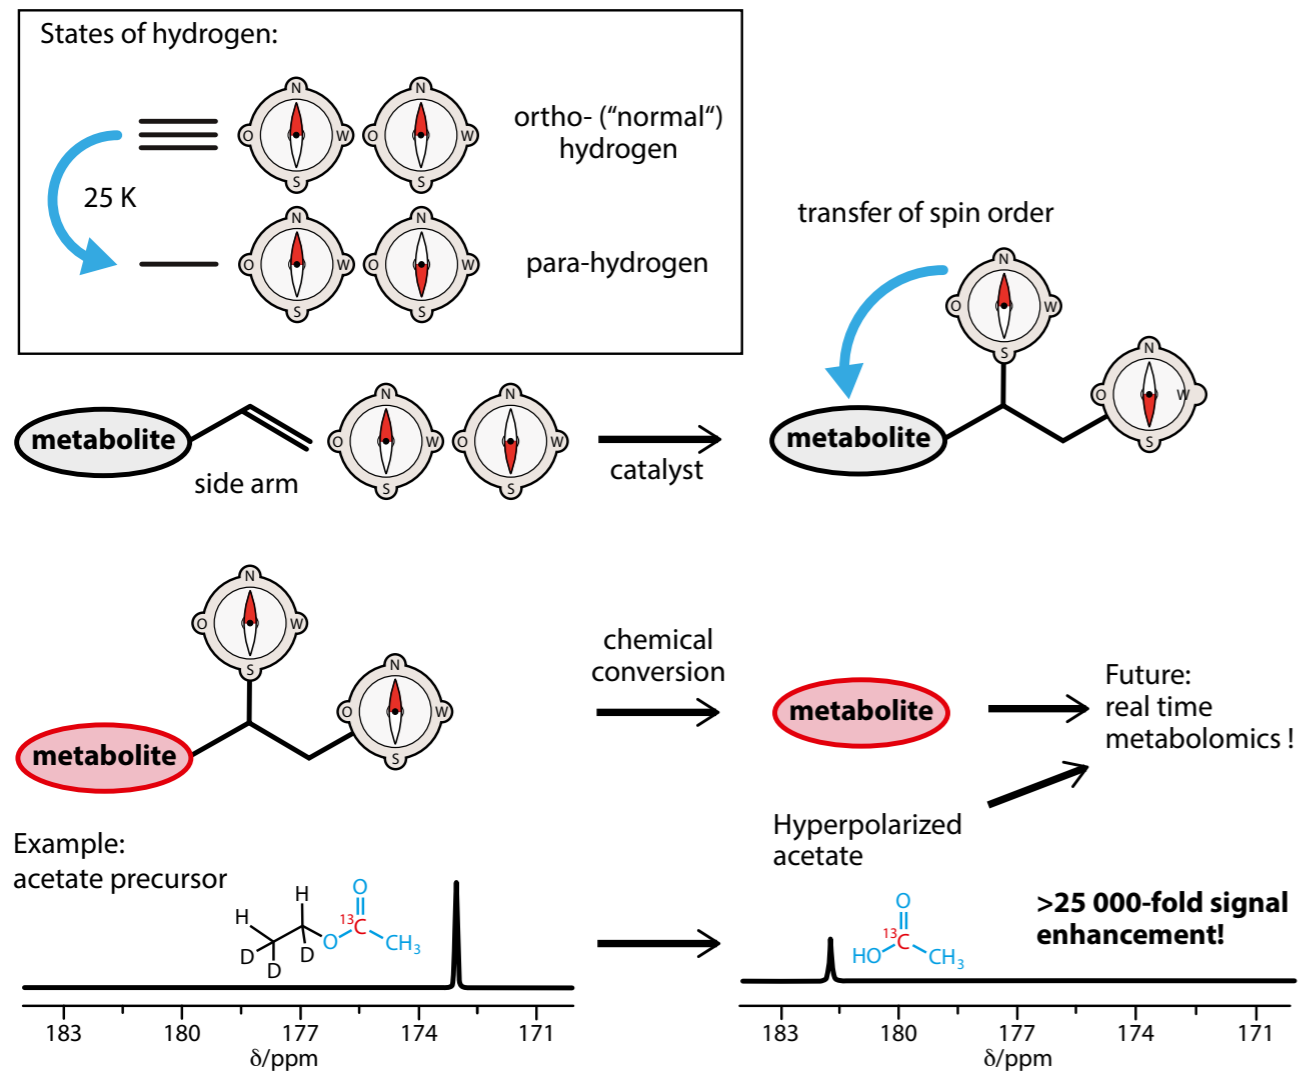 States of hydrogen:
N
N
O
W
O
W
S
S
ortho- (“normal“)
hydrogen
25 K
N
N
O
W
O
W
S
S
para-hydrogen
transfer of spin order
N
O
W
S
N
O
W
S
metabolite
side arm
N
N
O
W
O
W
S
S
catalyst
metabolite
N
O
W
S
N
O
W
S
metabolite
chemical
conversion
metabolite
Future:
real time
metabolomics !
Example:
acetate precursor
Hyperpolarized
acetate
H
H
O
13C
O
CH3
D
D
D
O
13C
HO
CH3
>25 000-fold signal
enhancement!
183
180
177
174
171
δ/ppm
183
180
177
174
171
δ/ppm